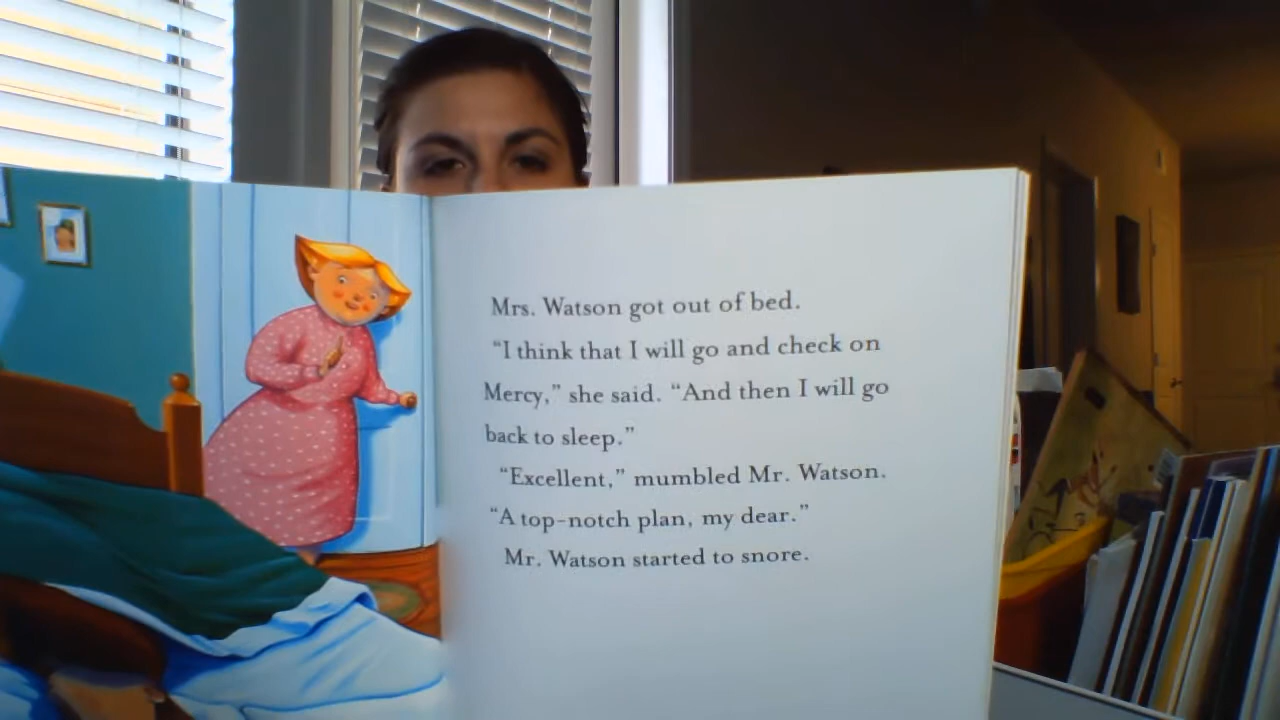 Mrs. Watson got out of bed.
“I think that I will go and check on
Mercy,” she said. “And then I will go
back to sleep.”
“Excellent,” mumbled Mr. Watson.
“A top-notch plan, my dear.”
Mr. Watson started to snore.